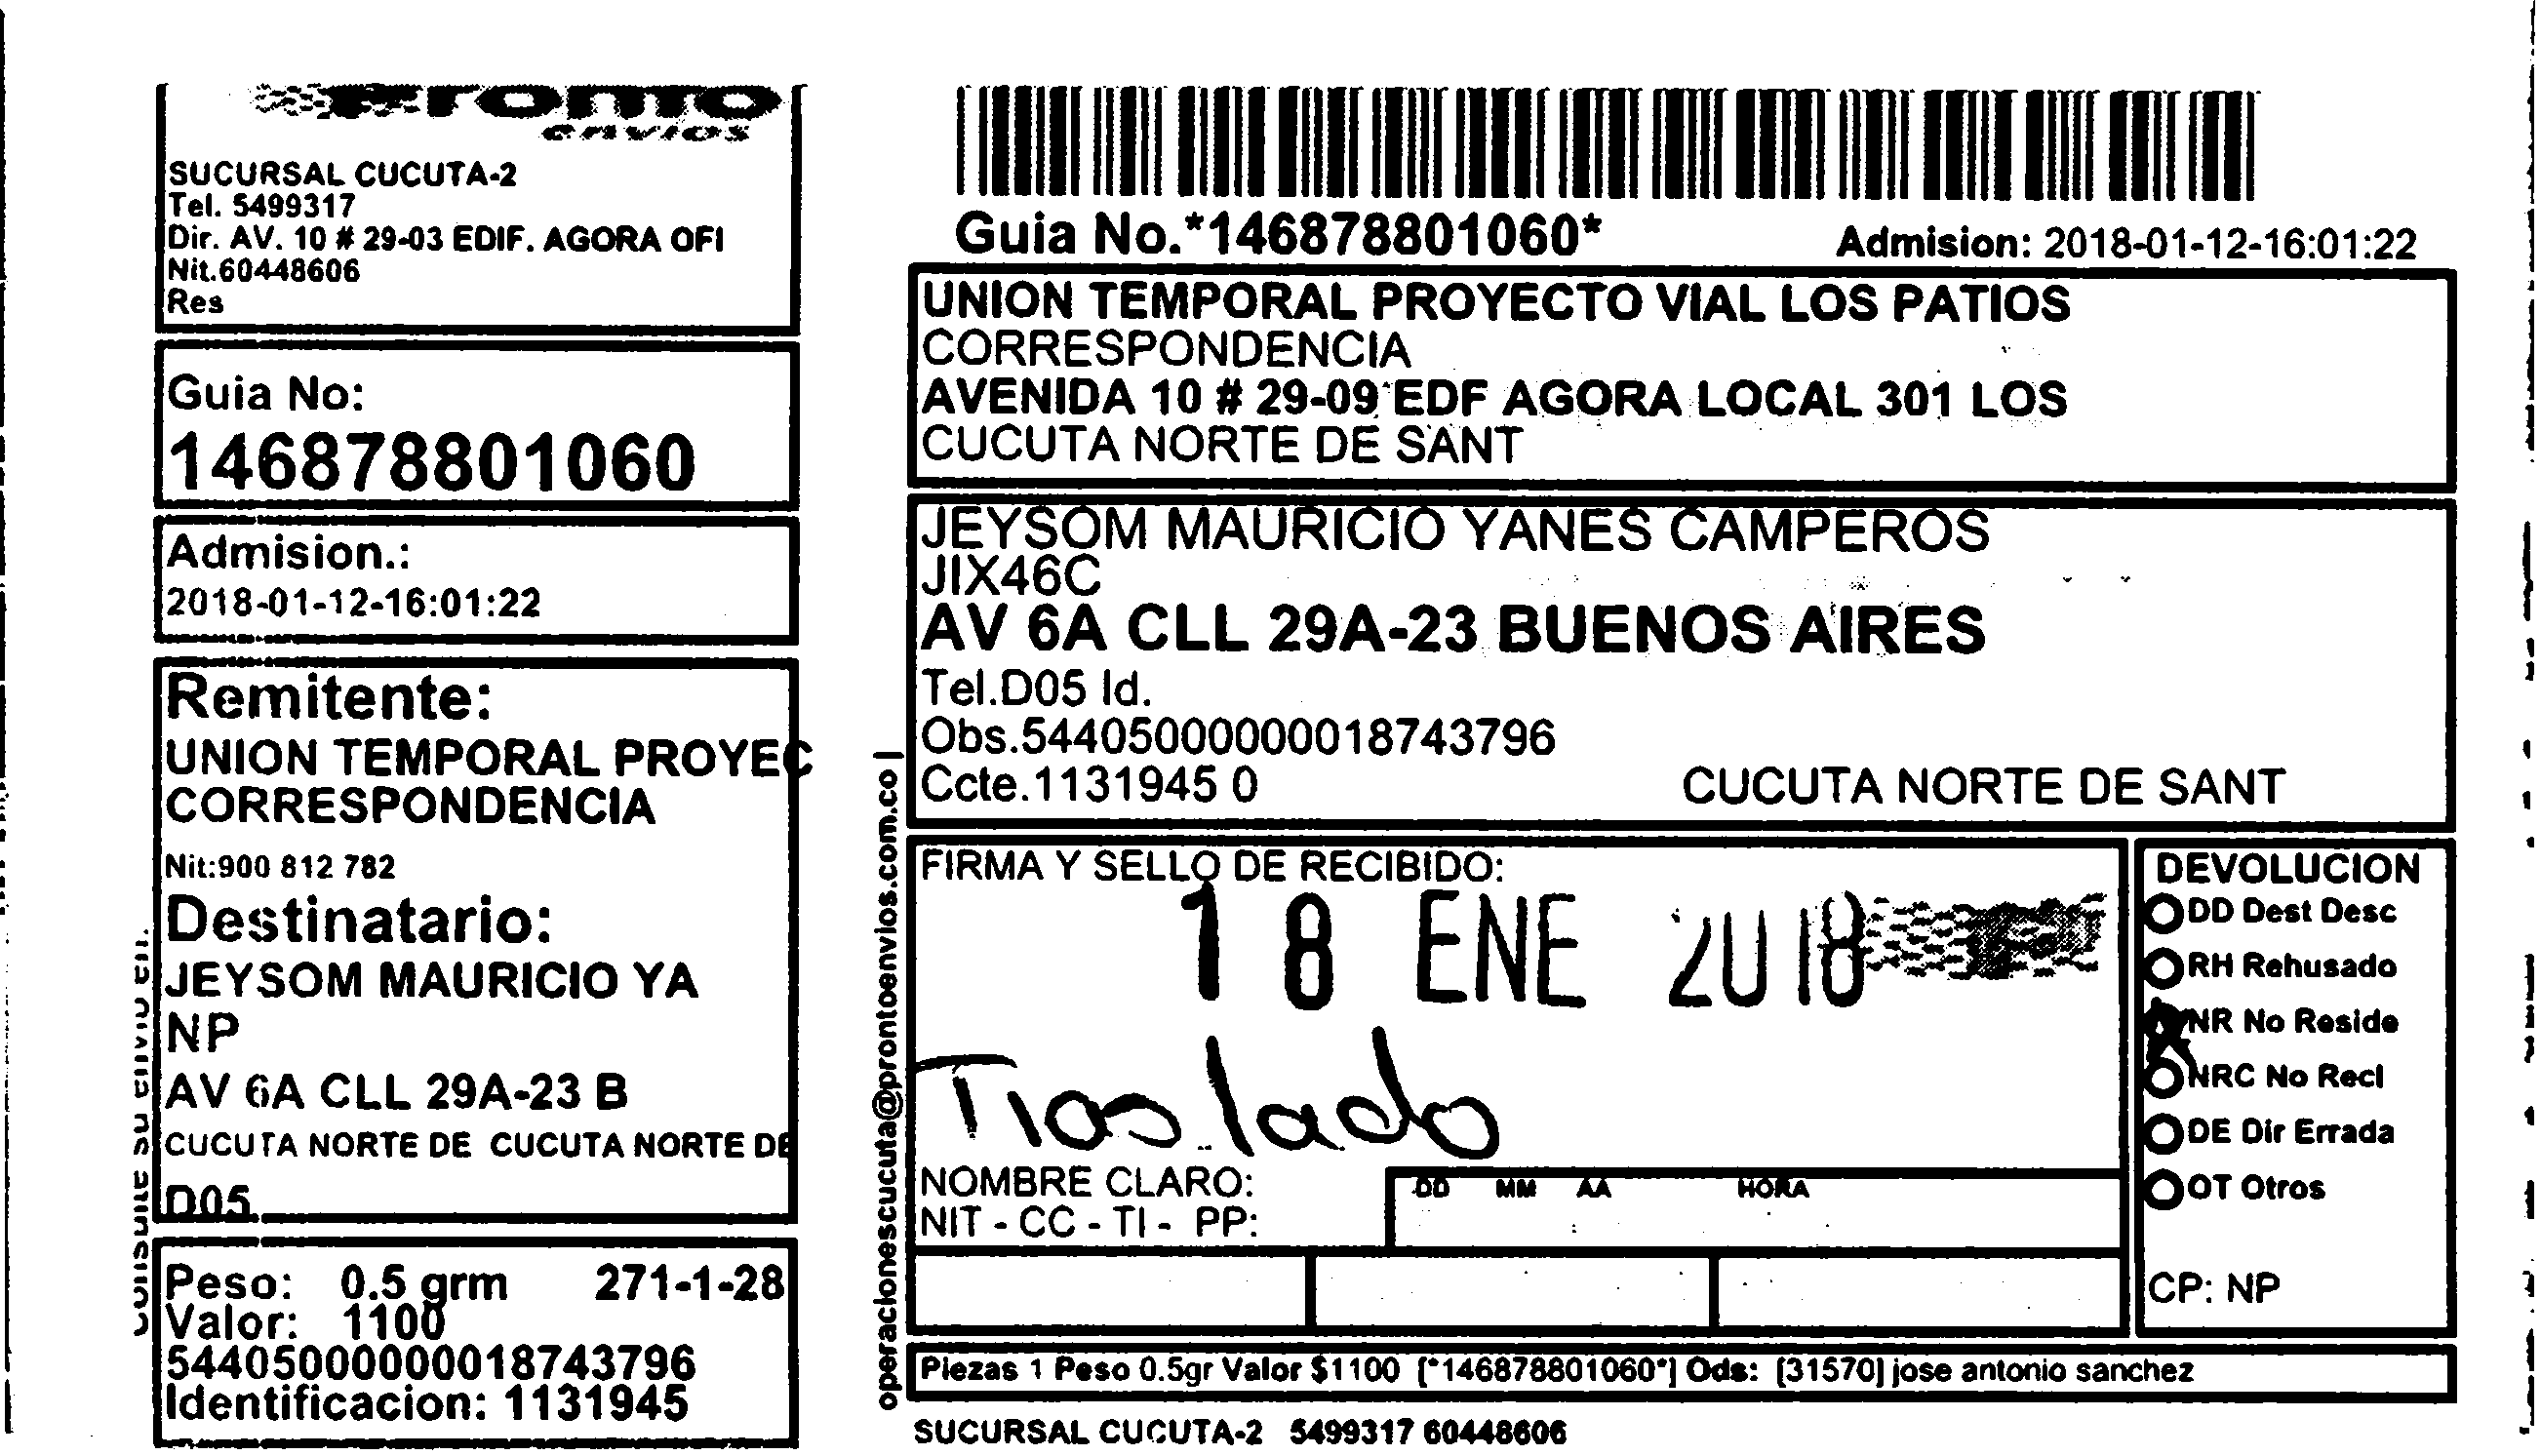 Pronto
envios
SUCURSAL CUCUTA-2
Tel. 5499317
Dir. AV. 10 # 29-03 EDIF. AGORA OFI
Nit.60448606
Res
Guia No:
146878801060
Admision.:
2018-01-12-16:01:22
Remitente:
UNION TEMPORAL PROYEC
CORRESPONDENCIA
Nit:900 812 782
Destinatario:
JEYSOM MAURICIO YA
NP
AV 6A CLL 29A-23 B
CUCUTA NORTE DE CUCUTA NORTE DE
D05
Peso: 0.5 grm 271-1-28
Valor: 1100
544050000000018743796
Identificacion: 1131945
Consulte su envio en.
operacionescucuta@prontoenvios.com.co |
Guia No.*146878801060*
Admision: 2018-01-12-16:01:22
UNION TEMPORAL PROYECTO VIAL LOS PATIOS
CORRESPONDENCIA
AVENIDA 10 # 29-09 EDF AGORA LOCAL 301 LOS
CUCUTA NORTE DE SANT
JEYSOM MAURICIO YANES CAMPEROS
JIX46C
AV 6A CLL 29A-23 BUENOS AIRES
Tel.D05 Id.
Obs.544050000000018743796
Ccte.1131945 0 CUCUTA NORTE DE SANT
FIRMA Y SELLO DE RECIBIDO:
18 ENE 2018
Traslado
NOMBRE CLARO:
NIT - CC - TI - PP:
DD MM AA HORA
DEVOLUCION
DD Dest Desc
RH Rehusado
NR No Reside
NRC No Recl
DE Dir Errada
OT Otros
CP: NP
Piezas 1 Peso 0.5gr Valor $1100 [*146878801060*] Ods: [31570] jose antonio sanchez
SUCURSAL CUCUTA-2 5499317 60448606